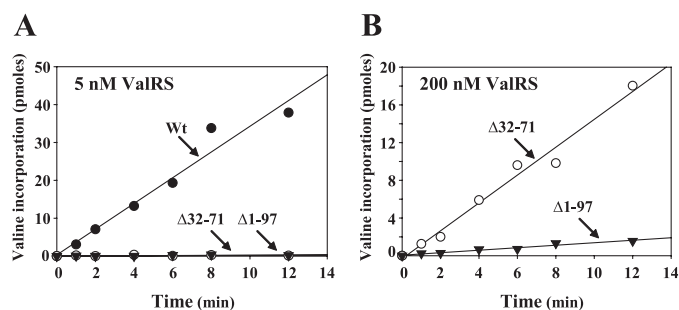 A
5 nM ValRS
Valine incorporation (pmoles)
50
40
30
20
10
0
Wt
Δ32-71
Δ1-97
0
2
4
6
8
10
12
14
Time (min)
B
200 nM ValRS
Valine incorporation (pmoles)
20
16
12
8
4
0
Δ32-71
Δ1-97
0
2
4
6
8
10
12
14
Time (min)